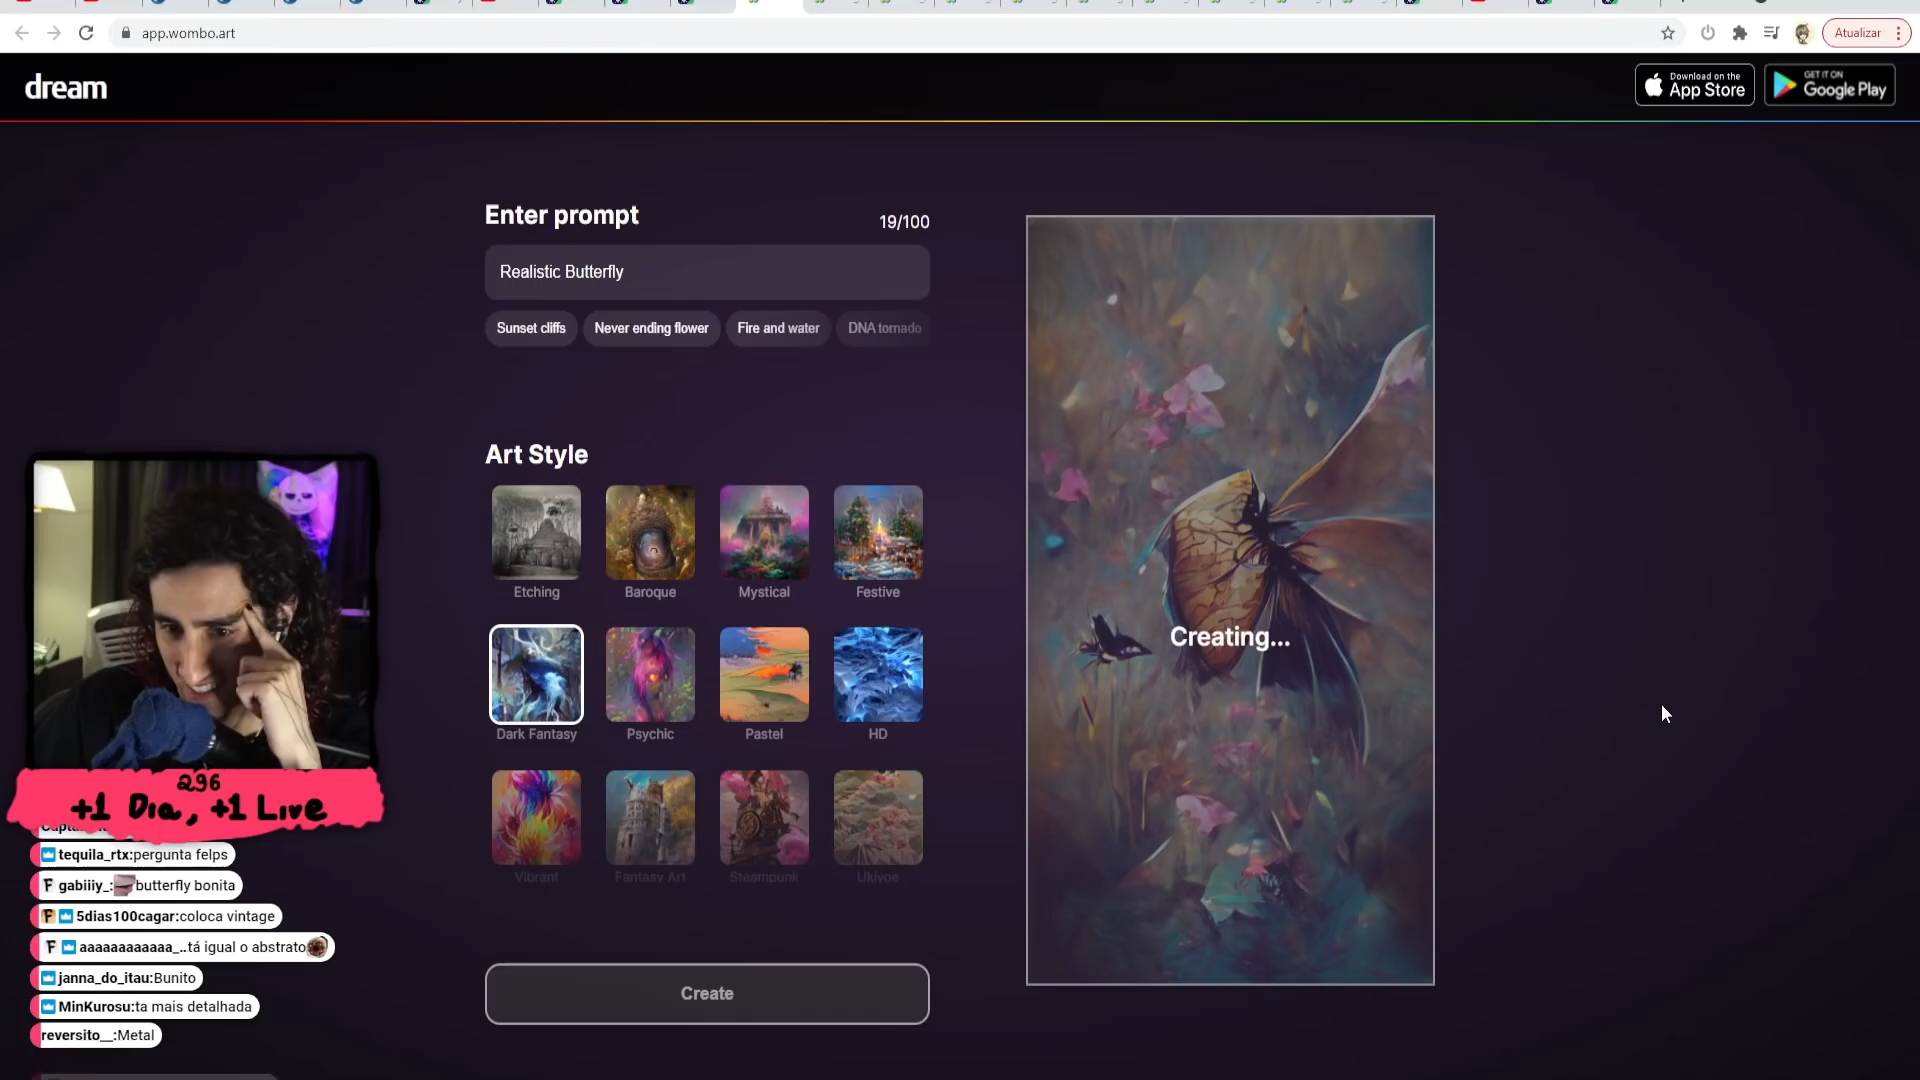 app.wombo.art
Atualizar
dream
Download on the
App Store
GET IT ON
Google Play
Enter prompt
19/100
Realistic Butterfly
Sunset cliffs
Never ending flower
Fire and water
DNA tornado
Art Style
Etching
Baroque
Mystical
Festive
Dark Fantasy
Psychic
Pastel
HD
Vibrant
Fantasy Art
Steampunk
Ukiyoe
Create
Creating...
296
+1 Dia, +1 Live
tequila_rtx:pergunta felps
F gabiiiy_:butterfly bonita
F 5dias100cagar:coloca vintage
F aaaaaaaaaaaa_..tá igual o abstrato
janna_do_itau:Bunito
MinKurosu:ta mais detalhada
reversito__:Metal